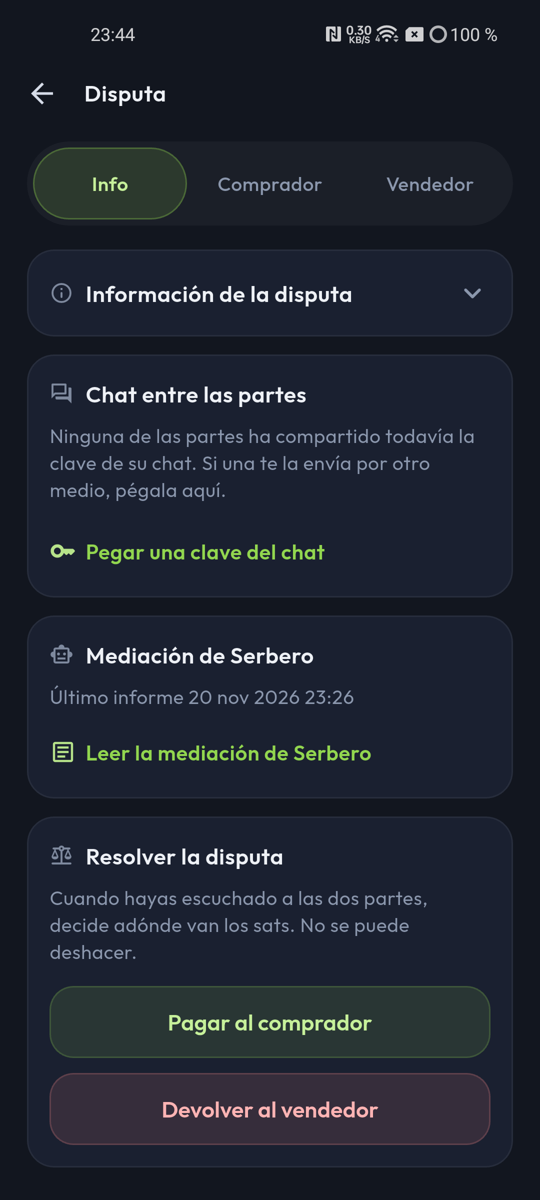 23:44
0.30
KB/S
100 %
Disputa
Info
Comprador
Vendedor
Información de la disputa
Chat entre las partes
Ninguna de las partes ha compartido todavía la
clave de su chat. Si una te la envía por otro
medio, pégala aquí.
Pegar una clave del chat
Mediación de Serbero
Último informe 20 nov 2026 23:26
Leer la mediación de Serbero
Resolver la disputa
Cuando hayas escuchado a las dos partes,
decide adónde van los sats. No se puede
deshacer.
Pagar al comprador
Devolver al vendedor